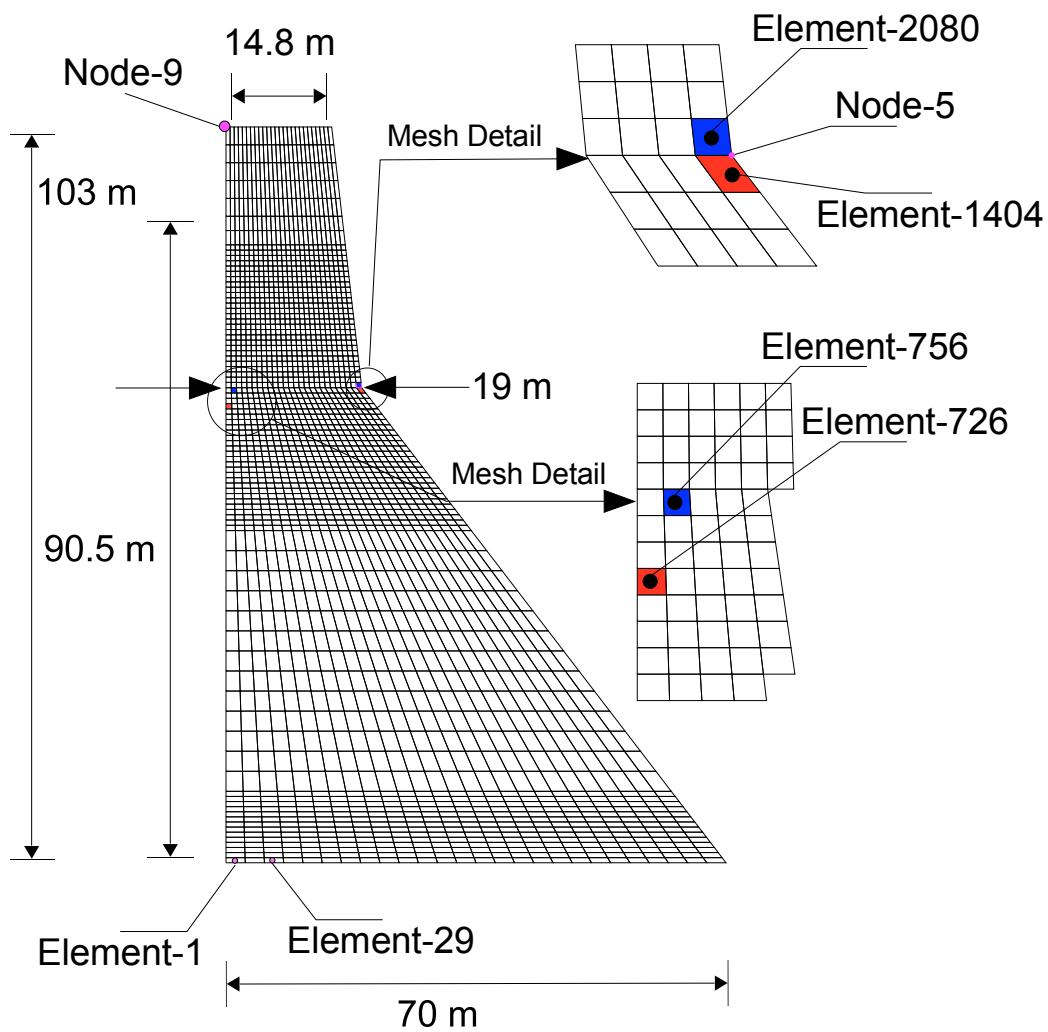 14.8 m
Element-2080
Node-9
Node-5
Mesh Detail
103 m
Element-1404
Element-756
19 m
Element-726
Mesh Detail
90.5 m
Element-1
Element-29
70 m